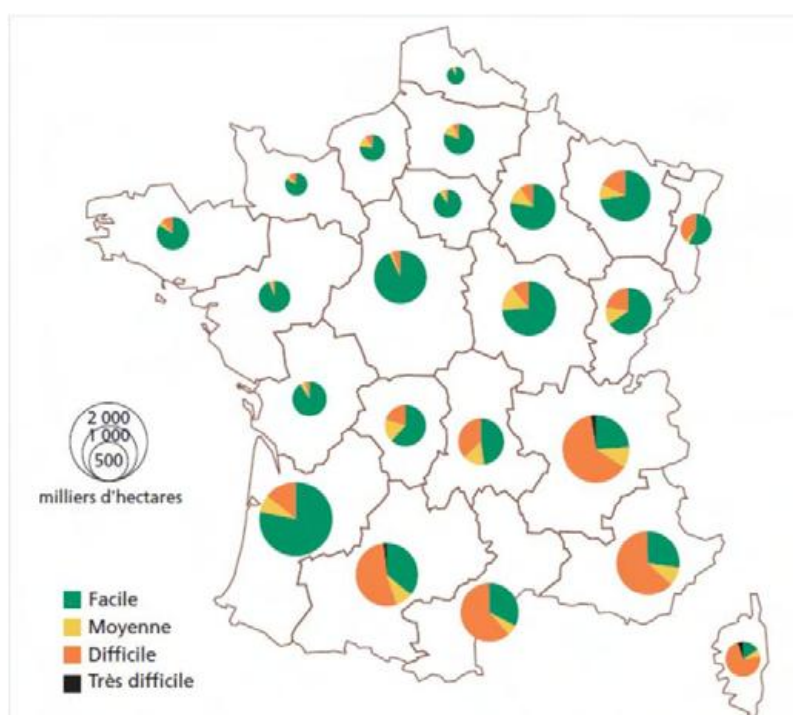 2 000
1 000
500
milliers d'hectares
Facile
Moyenne
Difficile
Très difficile